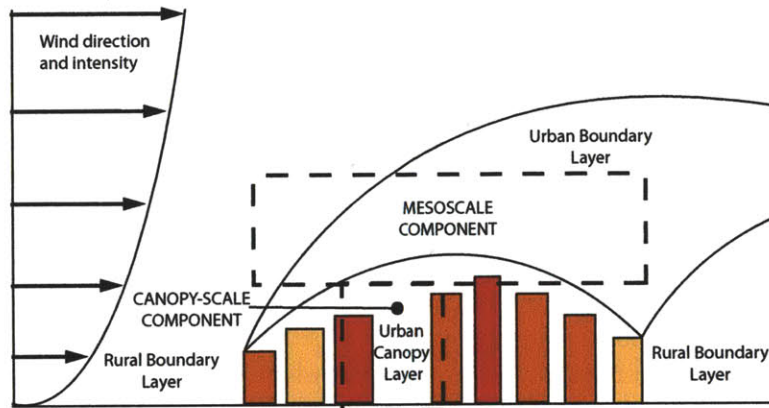 Wind direction
and intensity
Urban Boundary
Layer
MESOSCALE
COMPONENT
CANOPY-SCALE
COMPONENT
Urban
Canopy
Layer
Rural Boundary
Layer
Rural Boundary
Layer